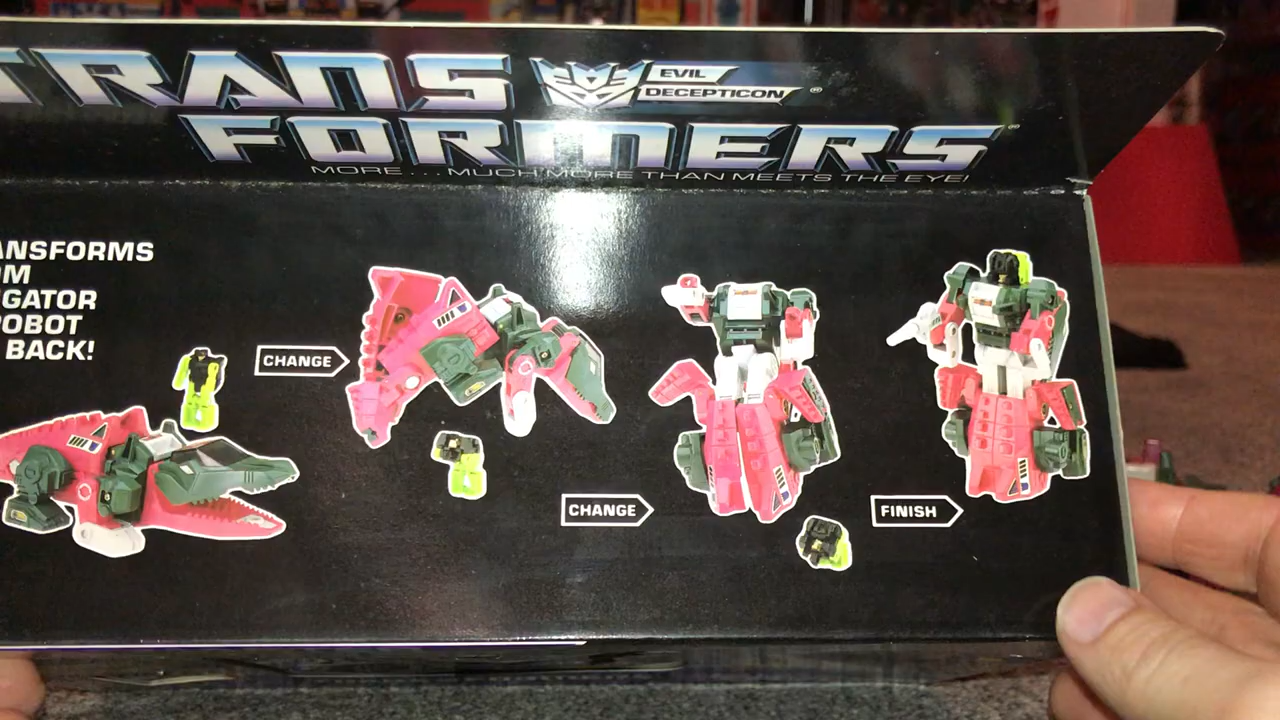 TRANS
EVIL
DECEPTICON ®
FORMERS ®
MORE...MUCH MORE THAN MEETS THE EYE!
ANSFORMS
OM
GATOR
OBOT
BACK!
CHANGE
CHANGE
FINISH